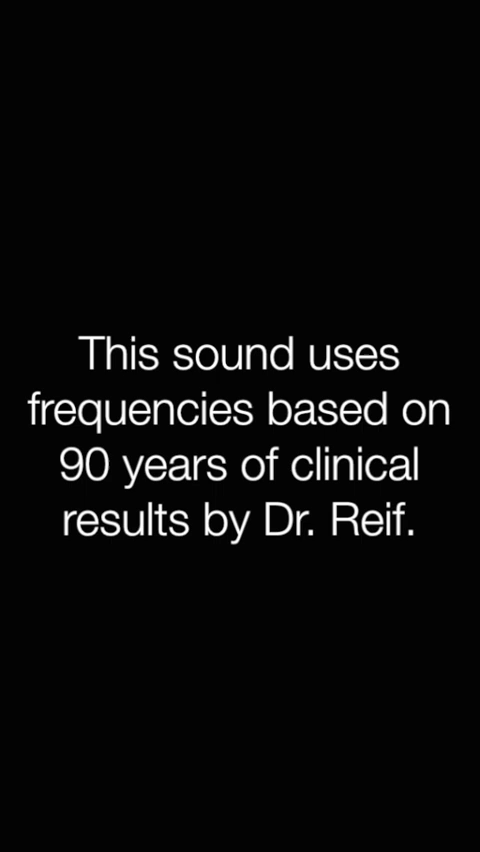 This sound uses
frequencies based on
90 years of clinical
results by Dr. Reif.